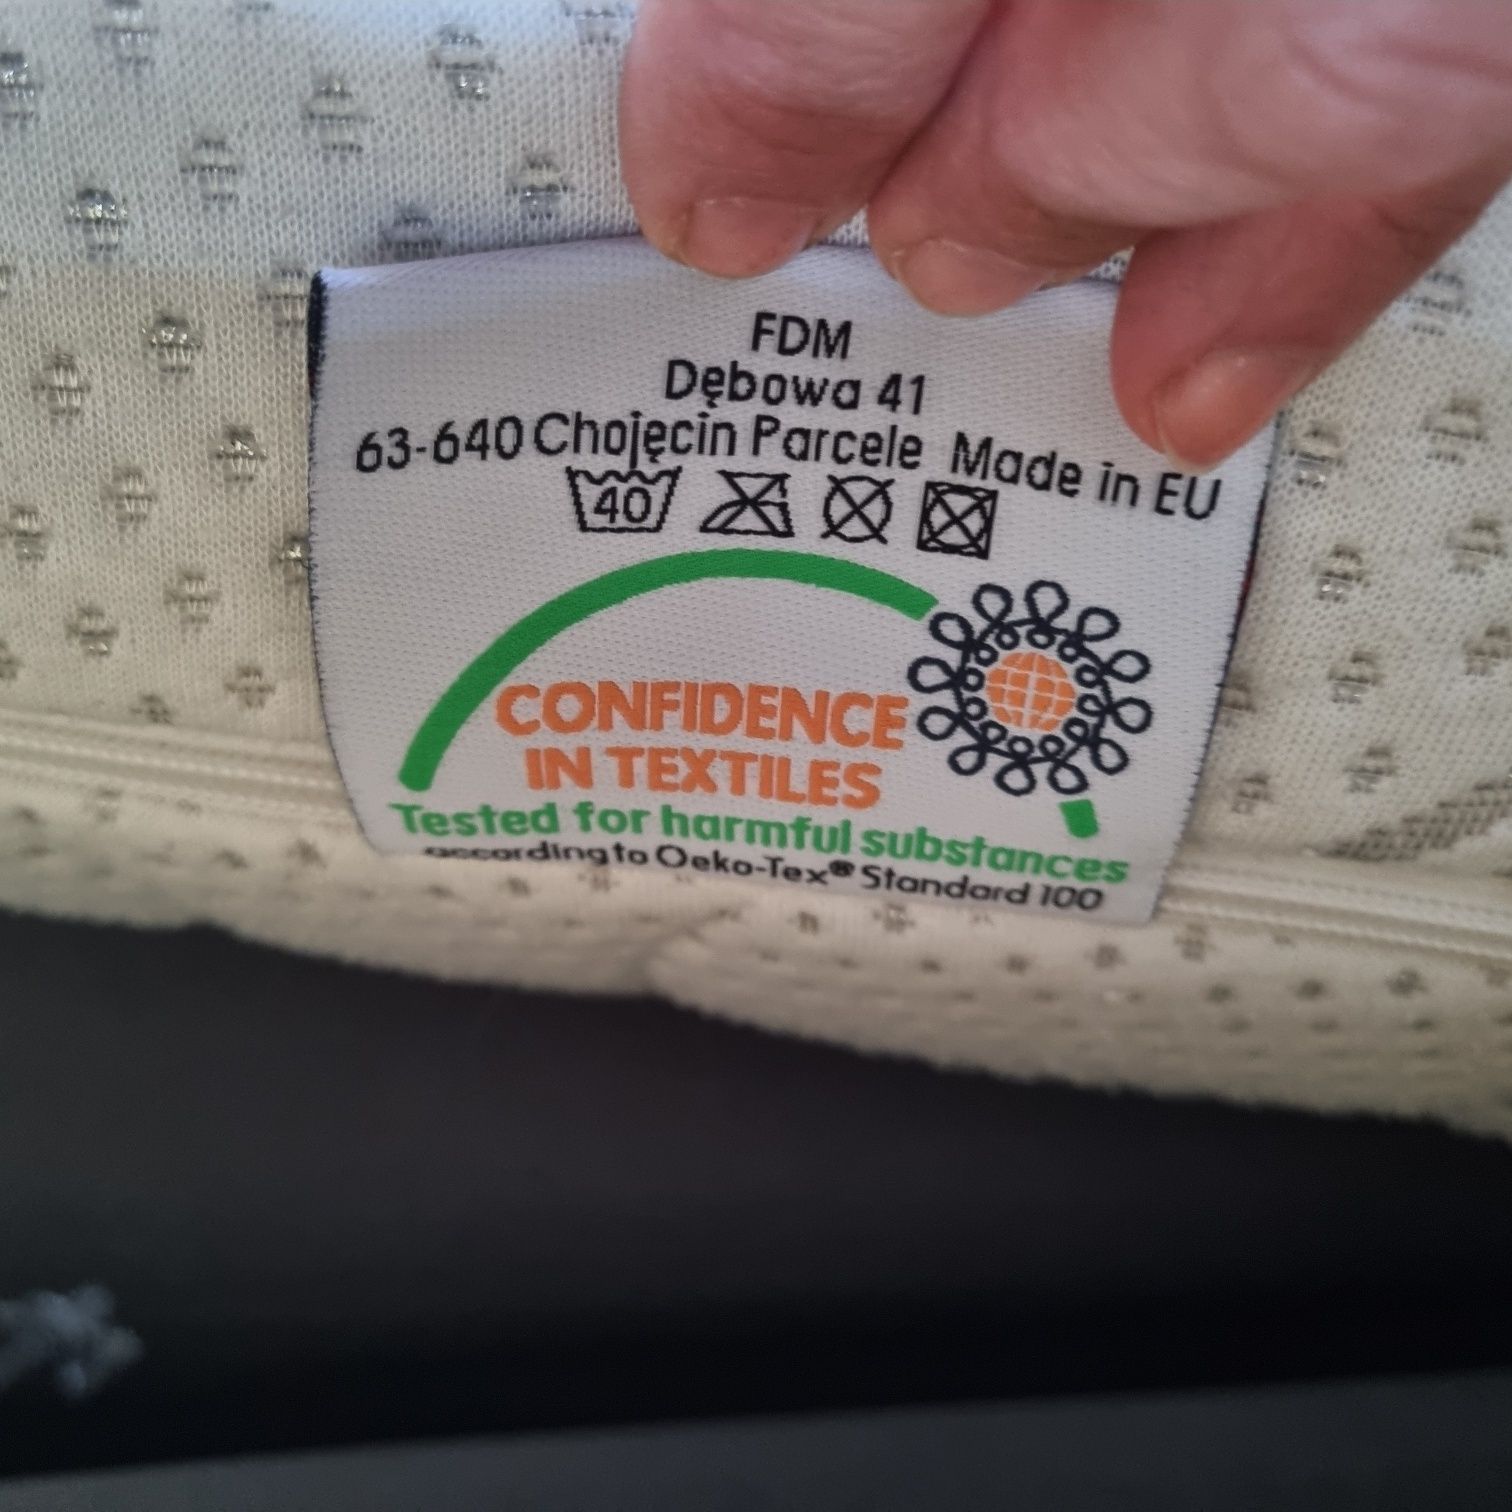 FDM
Dębowa 41
63-640 Chojęcin Parcele Made in EU
40
CONFIDENCE
IN TEXTILES
Tested for harmful substances
according to Oeko-Tex® Standard 100